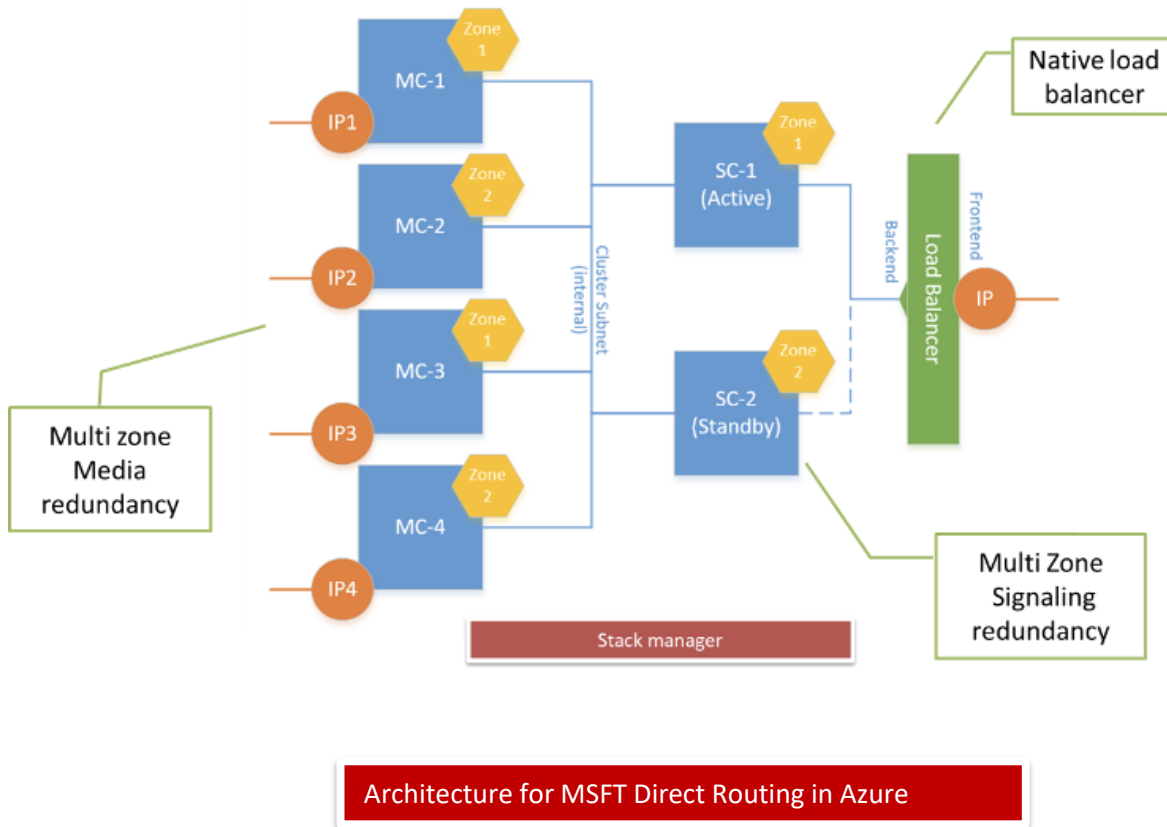 Zone
1
MC-1
IP1
Zone
2
MC-2
IP2
Zone
1
MC-3
IP3
Zone
2
MC-4
IP4
Multi zone
Media
redundancy
Cluster Subnet
(internal)
Zone
1
SC-1
(Active)
Zone
2
SC-2
(Standby)
Backend
Load Balancer
Frontend
IP
Native load
balancer
Multi Zone
Signaling
redundancy
Stack manager
Architecture for MSFT Direct Routing in Azure